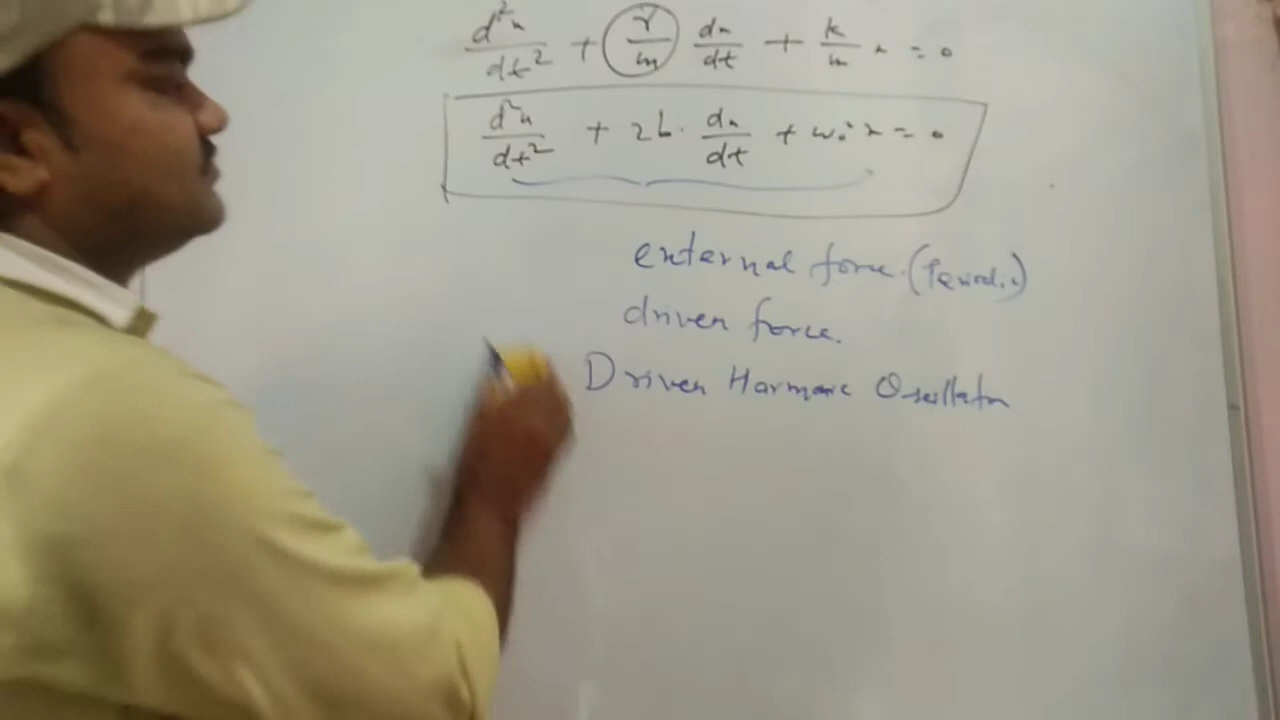 d²x/dt² + r/m dx/dt + k/m x = 0
d²x/dt² + 2b. dx/dt + ω₀² x = 0
external force. (Periodic)
driven force.
Driven Harmonic Oscillator